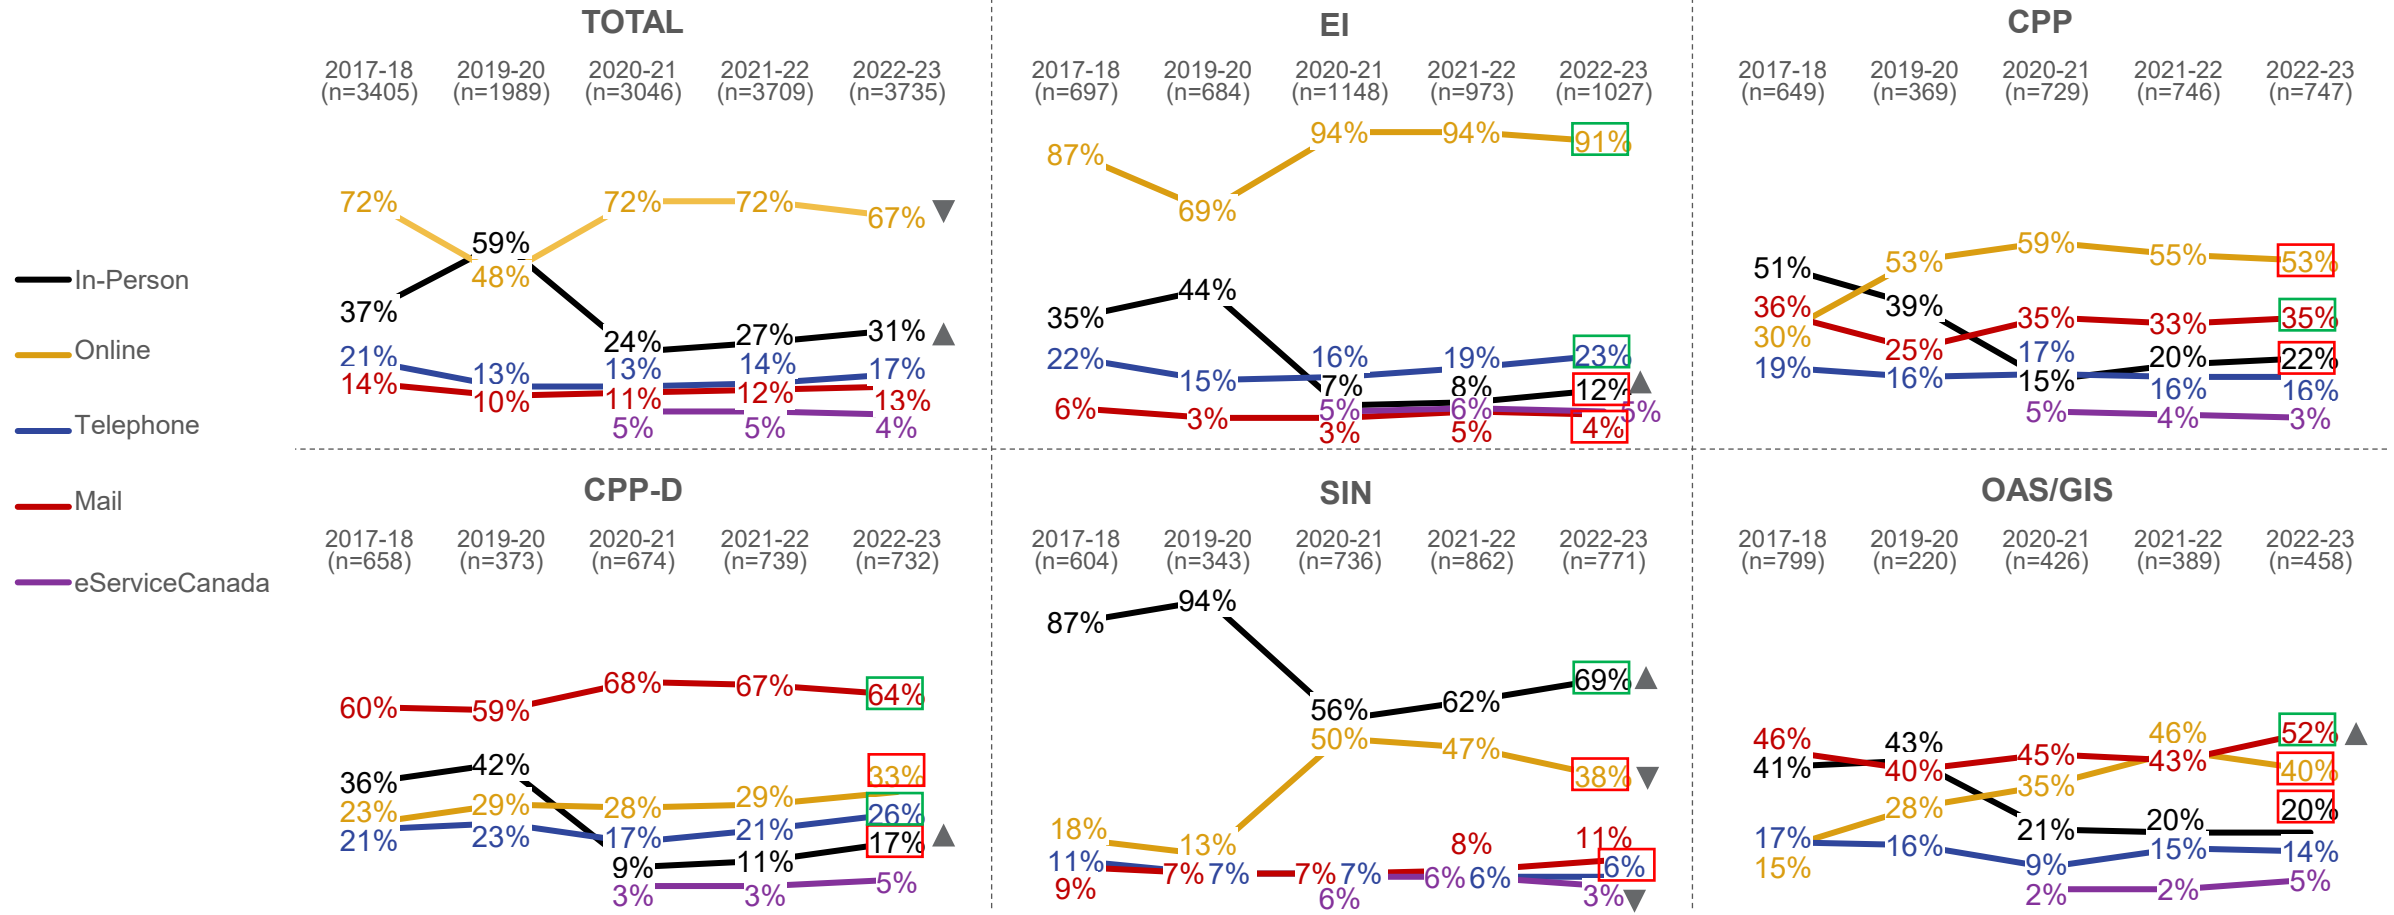 TOTAL
2017-18 2019-20 2020-21 2021-22 2022-23
(n=3405) (n=1989) (n=3046) (n=3709) (n=3735)
72% 72% 72% 67%
59%
48%
37%
24% 27% 31%
21% 13% 13% 14% 17%
14% 10% 11% 12% 13%
5% 5% 4%
EI
2017-18 2019-20 2020-21 2021-22 2022-23
(n=697) (n=684) (n=1148) (n=973) (n=1027)
87% 69% 94% 94% 91%
35% 44% 7% 8% 12%
22% 15% 16% 19% 23%
5% 6% 5%
6% 3% 3% 5% 4%
CPP
2017-18 2019-20 2020-21 2021-22 2022-23
(n=649) (n=369) (n=729) (n=746) (n=747)
51% 39% 15% 20% 22%
36% 25% 35% 33% 35%
30% 53% 59% 55% 53%
19% 16% 17% 16% 16%
5% 4% 3%
In-Person
Online
Telephone
Mail
eServiceCanada
CPP-D
2017-18 2019-20 2020-21 2021-22 2022-23
(n=658) (n=373) (n=674) (n=739) (n=732)
60% 59% 68% 67% 64%
36% 42% 9% 11% 17%
23% 29% 28% 29% 33%
21% 23% 17% 21% 26%
3% 3% 5%
SIN
2017-18 2019-20 2020-21 2021-22 2022-23
(n=604) (n=343) (n=736) (n=862) (n=771)
87% 94% 56% 62% 69%
18% 13% 50% 47% 38%
11% 7% 7% 6% 6%
9% 7% 7% 8% 11%
6% 6% 3%
OAS/GIS
2017-18 2019-20 2020-21 2021-22 2022-23
(n=799) (n=220) (n=426) (n=389) (n=458)
46% 40% 45% 43% 52%
41% 43% 21% 20% 20%
17% 16% 9% 15% 14%
15% 28% 35% 46% 40%
2% 2% 5%